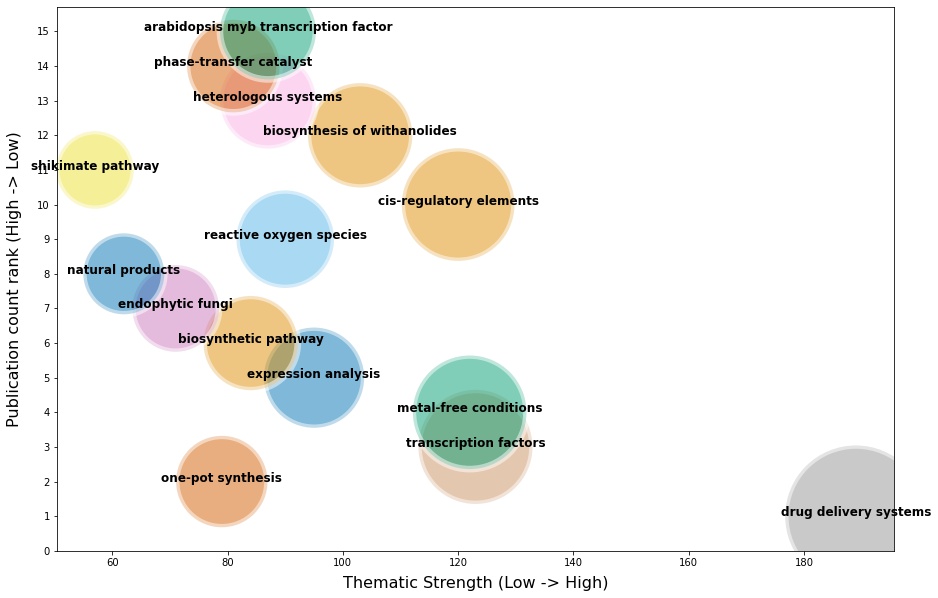 15
arabidopsis myb transcription factor
14
phase-transfer catalyst
13
heterologous systems
12
biosynthesis of withanolides
11
shikimate pathway
10
cis-regulatory elements
9
reactive oxygen species
8
natural products
7
endophytic fungi
6
biosynthetic pathway
5
expression analysis
4
metal-free conditions
3
transcription factors
2
one-pot synthesis
1
drug delivery systems
0
Publication count rank (High -> Low)
60 80 100 120 140 160 180
Thematic Strength (Low -> High)